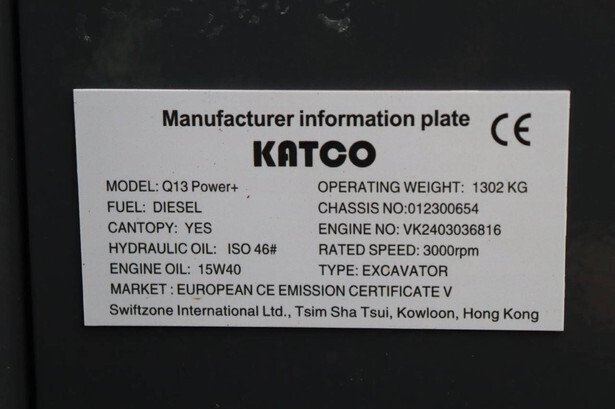 Manufacturer information plate CE
KATCO
MODEL: Q13 Power+ OPERATING WEIGHT: 1302 KG
FUEL: DIESEL CHASSIS NO:012300654
CANTOPY: YES ENGINE NO: VK2403036816
HYDRAULIC OIL: ISO 46# RATED SPEED: 3000rpm
ENGINE OIL: 15W40 TYPE: EXCAVATOR
MARKET : EUROPEAN CE EMISSION CERTIFICATE V
Swiftzone International Ltd., Tsim Sha Tsui, Kowloon, Hong Kong